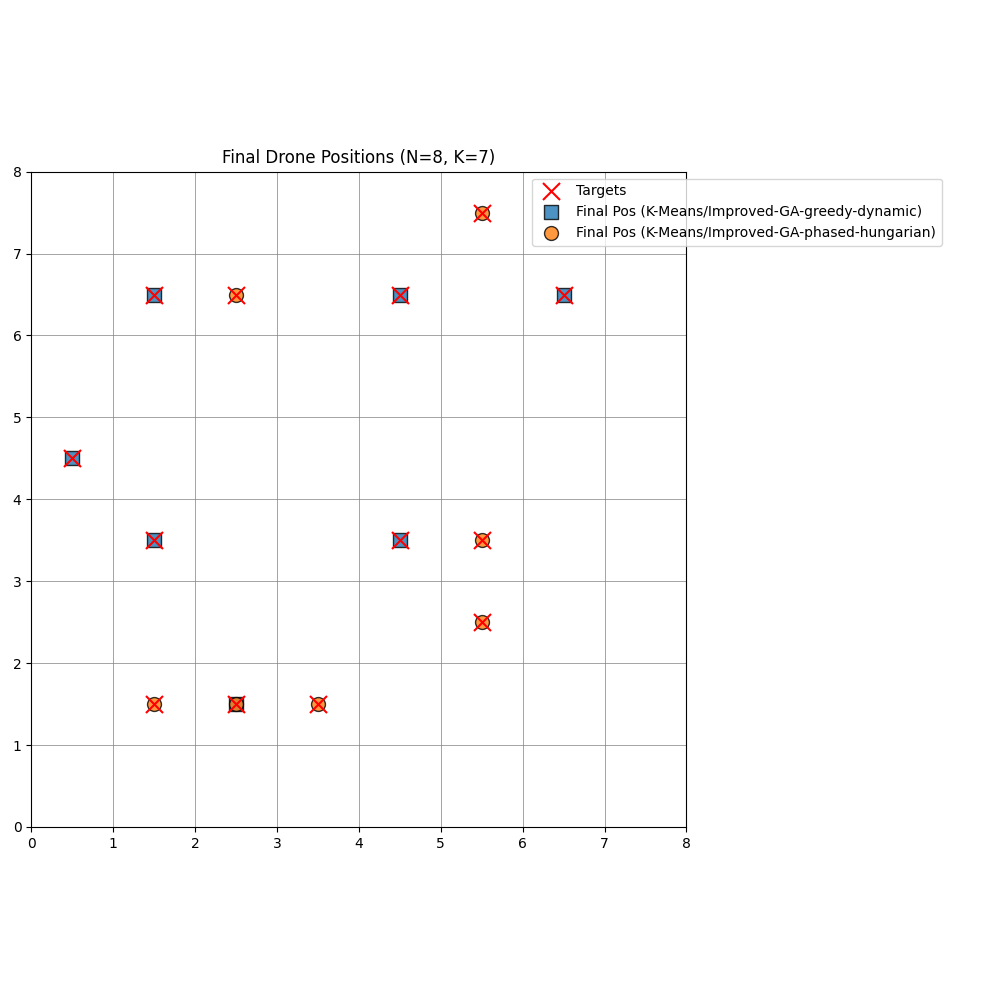 Final Drone Positions (N=8, K=7)
Targets
Final Pos (K-Means/Improved-GA-greedy-dynamic)
Final Pos (K-Means/Improved-GA-phased-hungarian)
8
7
6
5
4
3
2
1
0
0 1 2 3 4 5 6 7 8